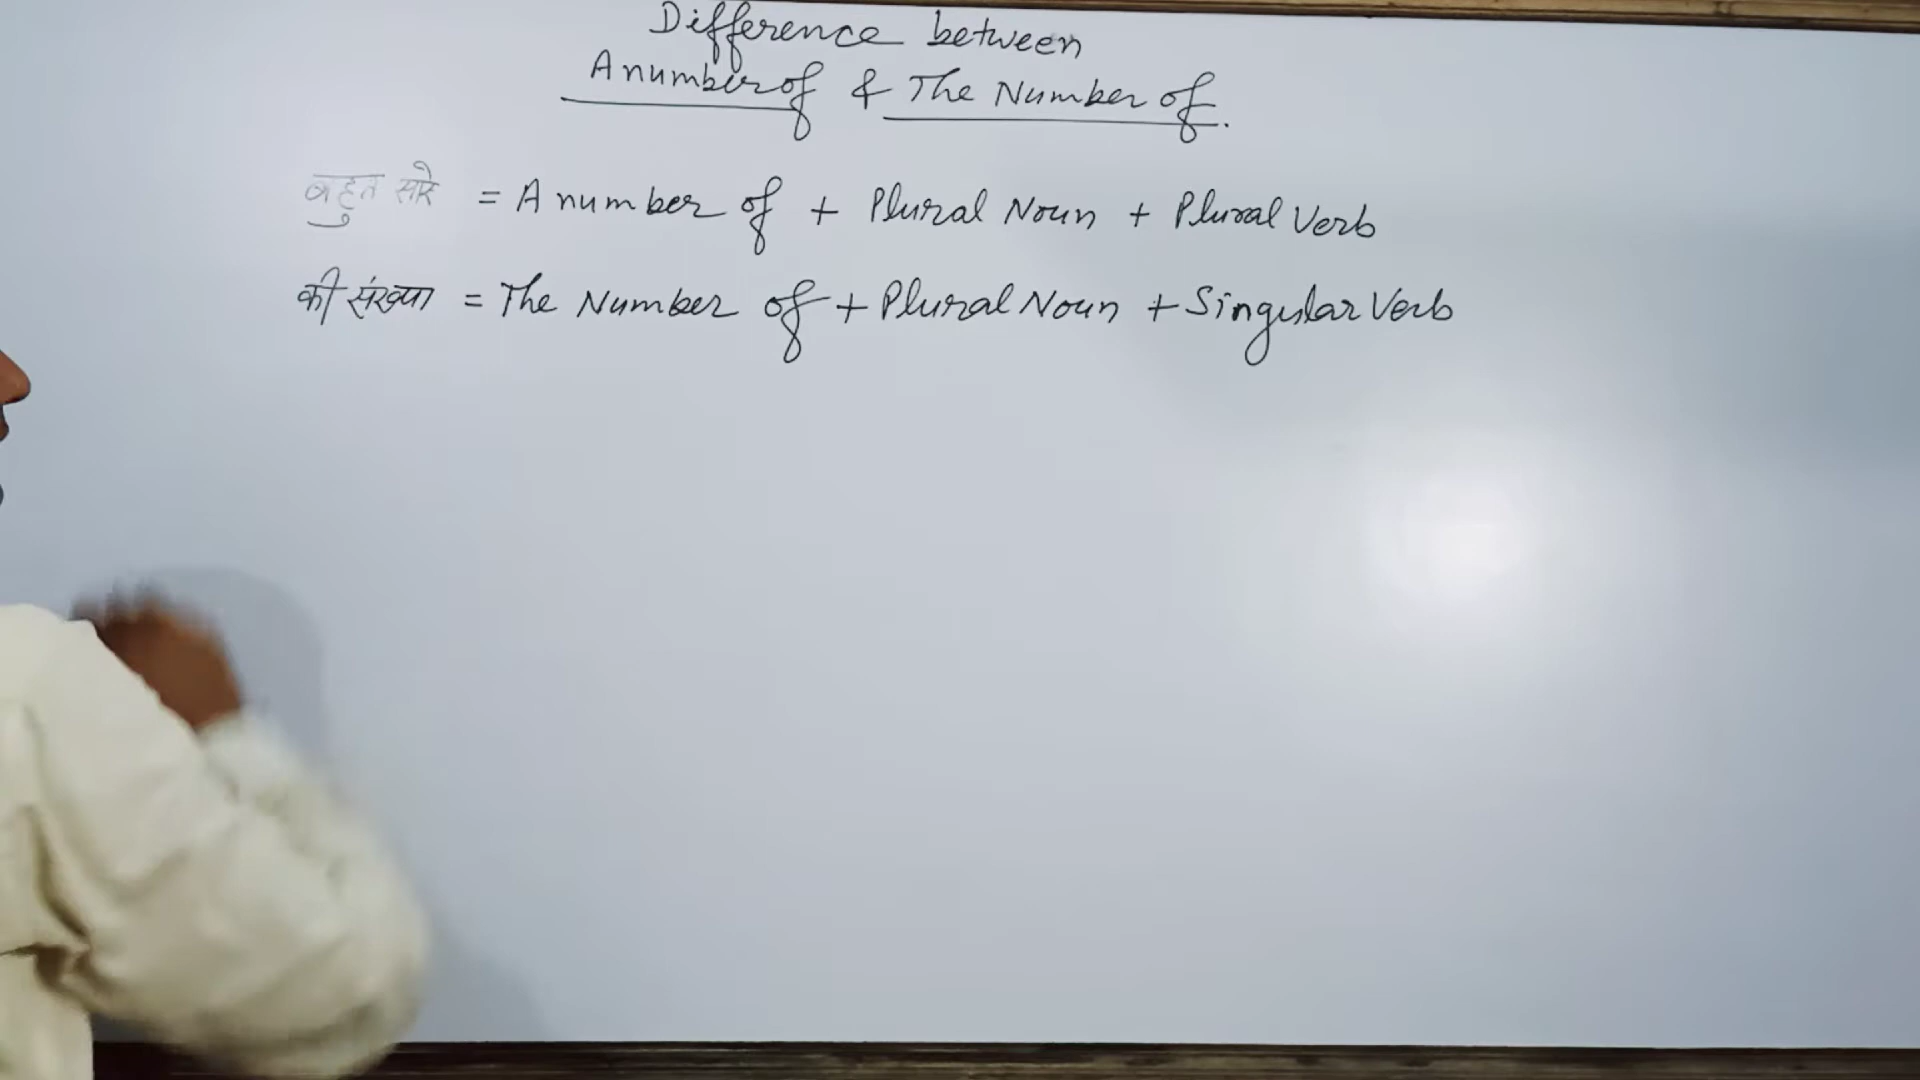 Difference between
A number of & The Number of.
बहुत सारे = A number of + Plural Noun + Plural Verb
की संख्या = The Number of + Plural Noun + Singular Verb